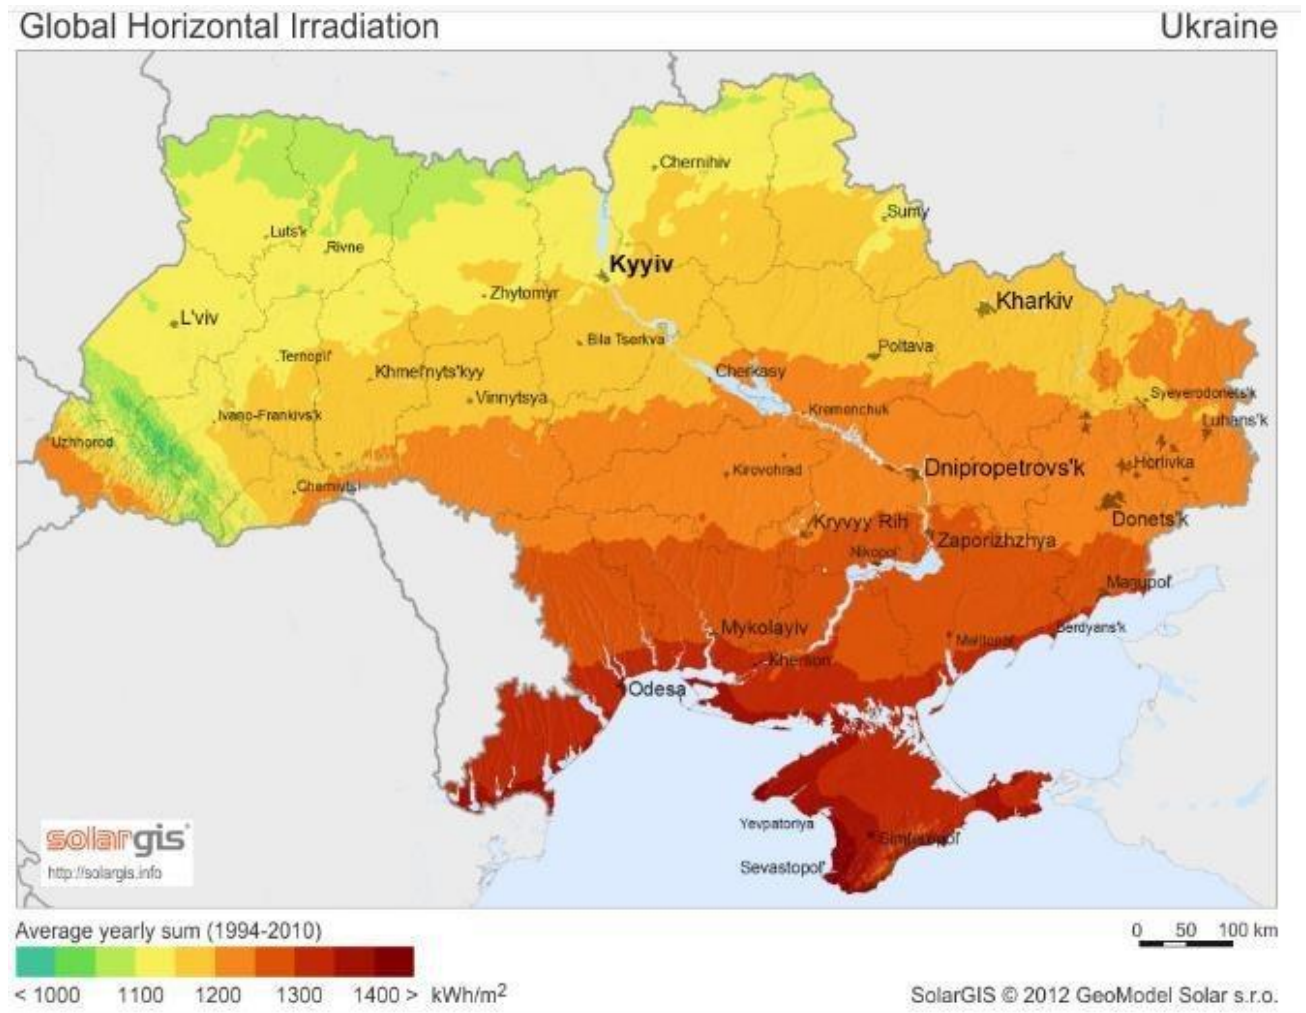 Global Horizontal Irradiation
Ukraine
Chernihiv
Sumy
Luts'k
Rivne
Kyyiv
Zhytomyr
Kharkiv
L'viv
Bila Tserkva
Poltava
Ternopil'
Khmel'nyts'kyy
Cherkasy
Syeverodonets'k
Vinnytsya
Ivano-Frankivs'k
Kremenchuk
Luhans'k
Uzhhorod
Kirovohrad
Dnipropetrovs'k
Horlivka
Chernivtsi
Kryvyy Rih
Donets'k
Nikopol'
Zaporizhzhya
Mariupol'
Mykolayiv
Berdyans'k
Melitopol'
Kherson
Odesa
Yevpatoriya
Simferopol'
Sevastopol'
solargis
http://solargis.info
Average yearly sum (1994-2010)
0 50 100 km
< 1000 1100 1200 1300 1400 > kWh/m²
SolarGIS © 2012 GeoModel Solar s.r.o.